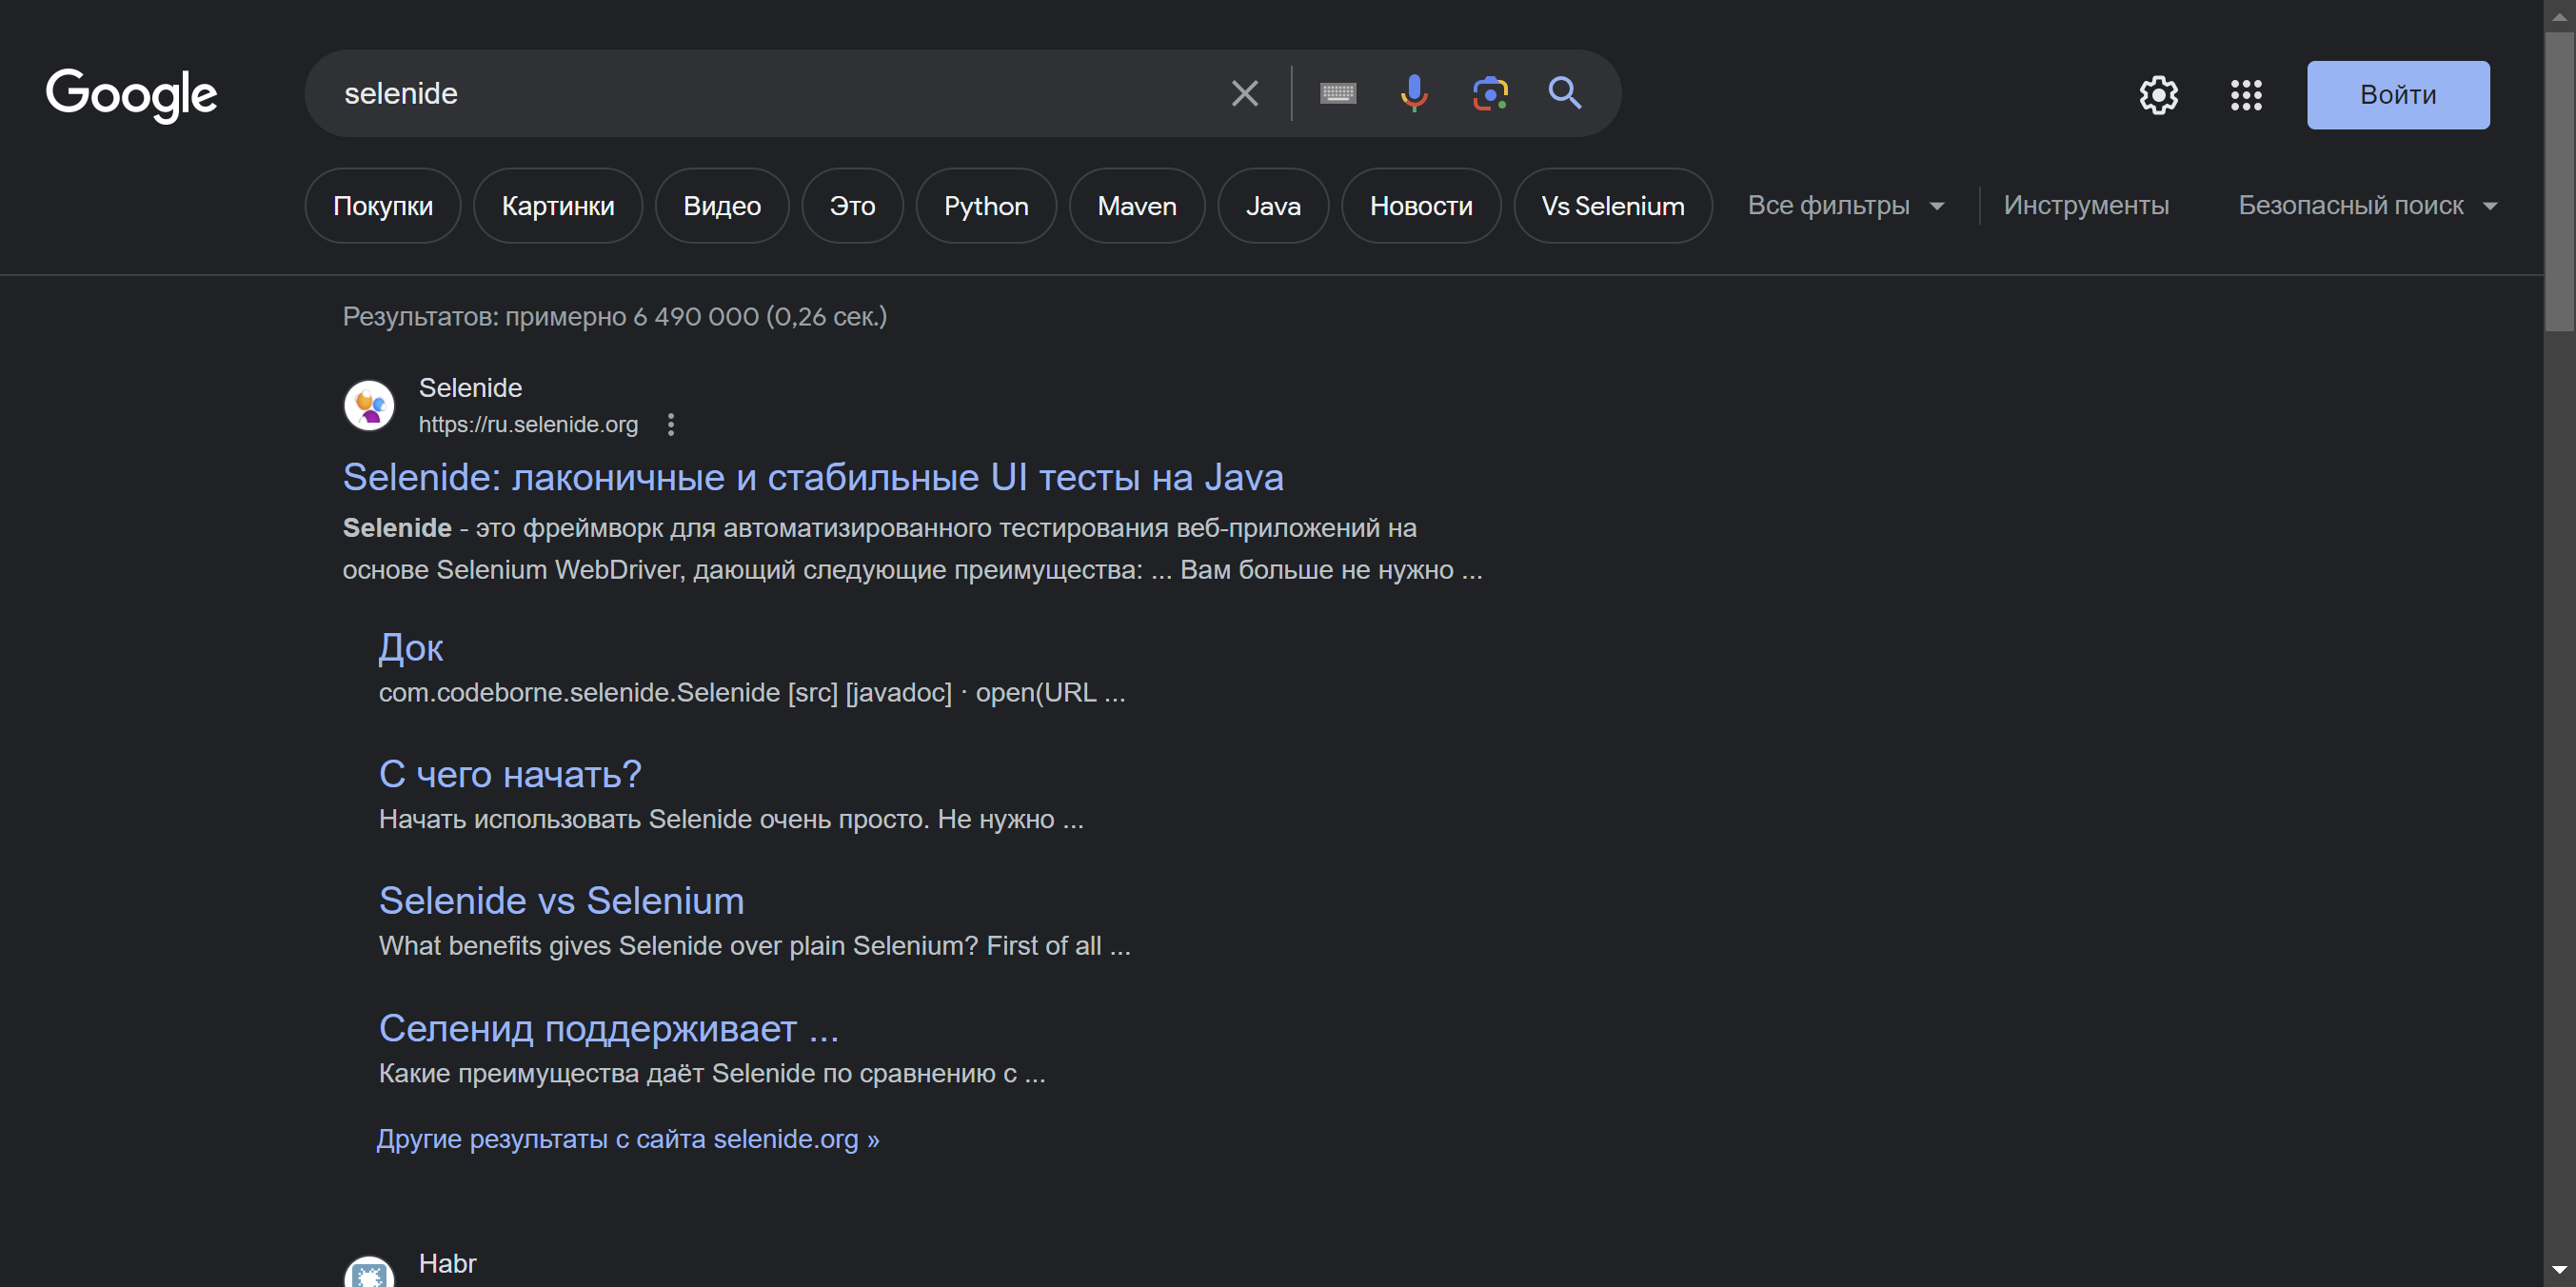 Google
selenide
Войти
Покупки
Картинки
Видео
Это
Python
Maven
Java
Новости
Vs Selenium
Все фильтры
Инструменты
Безопасный поиск
Результатов: примерно 6 490 000 (0,26 сек.)
Selenide
https://ru.selenide.org
Selenide: лаконичные и стабильные UI тесты на Java
Selenide - это фреймворк для автоматизированного тестирования веб-приложений на
основе Selenium WebDriver, дающий следующие преимущества: ... Вам больше не нужно ...
Док
com.codeborne.selenide.Selenide [src] [javadoc] · open(URL ...
С чего начать?
Начать использовать Selenide очень просто. Не нужно ...
Selenide vs Selenium
What benefits gives Selenide over plain Selenium? First of all ...
Селенид поддерживает ...
Какие преимущества даёт Selenide по сравнению с ...
Другие результаты с сайта selenide.org »
Habr